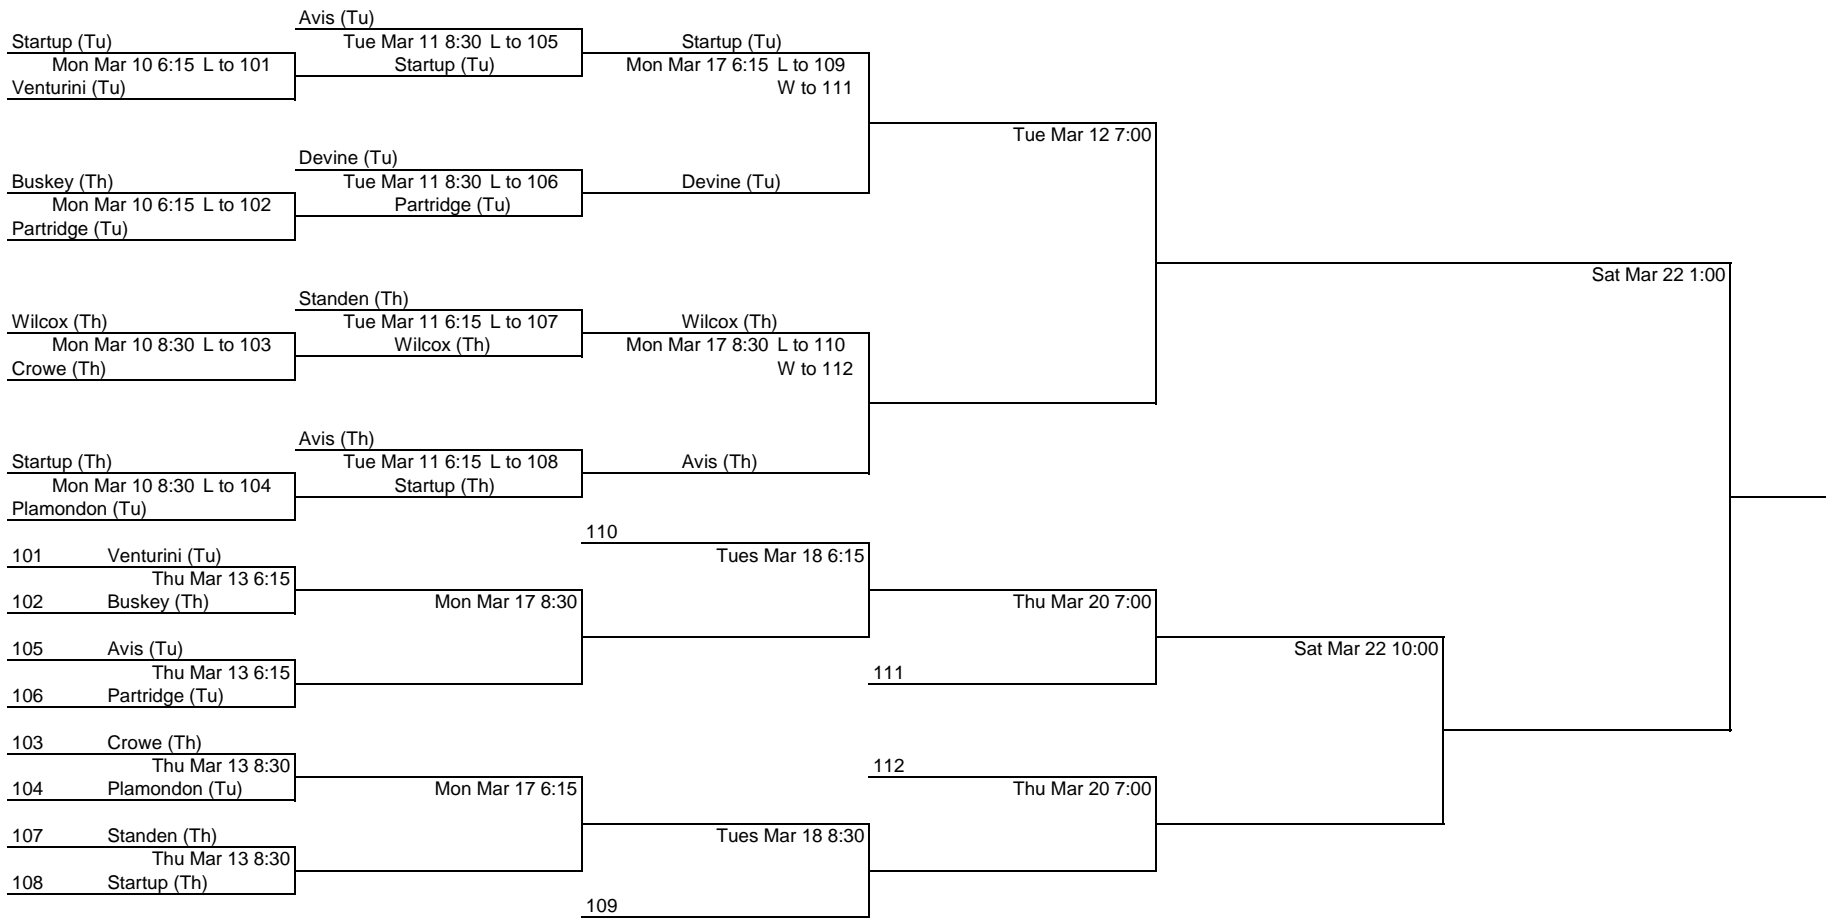 Avis (Tu)
Startup (Tu)
Tue Mar 11 8:30 L to 105
Startup (Tu)
Mon Mar 10 6:15 L to 101
Startup (Tu)
Mon Mar 17 6:15 L to 109
Venturini (Tu)
W to 111
Tue Mar 12 7:00
Devine (Tu)
Buskey (Th)
Tue Mar 11 8:30 L to 106
Devine (Tu)
Mon Mar 10 6:15 L to 102
Partridge (Tu)
Partridge (Tu)
Sat Mar 22 1:00
Standen (Th)
Wilcox (Th)
Tue Mar 11 6:15 L to 107
Wilcox (Th)
Mon Mar 10 8:30 L to 103
Wilcox (Th)
Mon Mar 17 8:30 L to 110
Crowe (Th)
W to 112
Avis (Th)
Startup (Th)
Tue Mar 11 6:15 L to 108
Avis (Th)
Mon Mar 10 8:30 L to 104
Startup (Th)
Plamondon (Tu)
110
101 Venturini (Tu)
Tues Mar 18 6:15
Thu Mar 13 6:15
102 Buskey (Th)
Mon Mar 17 8:30
Thu Mar 20 7:00
105 Avis (Tu)
Sat Mar 22 10:00
Thu Mar 13 6:15
111
106 Partridge (Tu)
103 Crowe (Th)
Thu Mar 13 8:30
112
104 Plamondon (Tu)
Mon Mar 17 6:15
Thu Mar 20 7:00
107 Standen (Th)
Tues Mar 18 8:30
Thu Mar 13 8:30
108 Startup (Th)
109